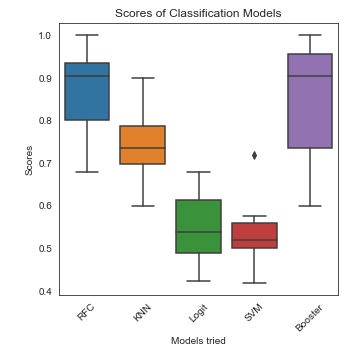 Scores of Classification Models
1.0
0.9
0.8
0.7
0.6
0.5
0.4
Scores
RFC
KNN
Logit
SVM
Booster
Models tried